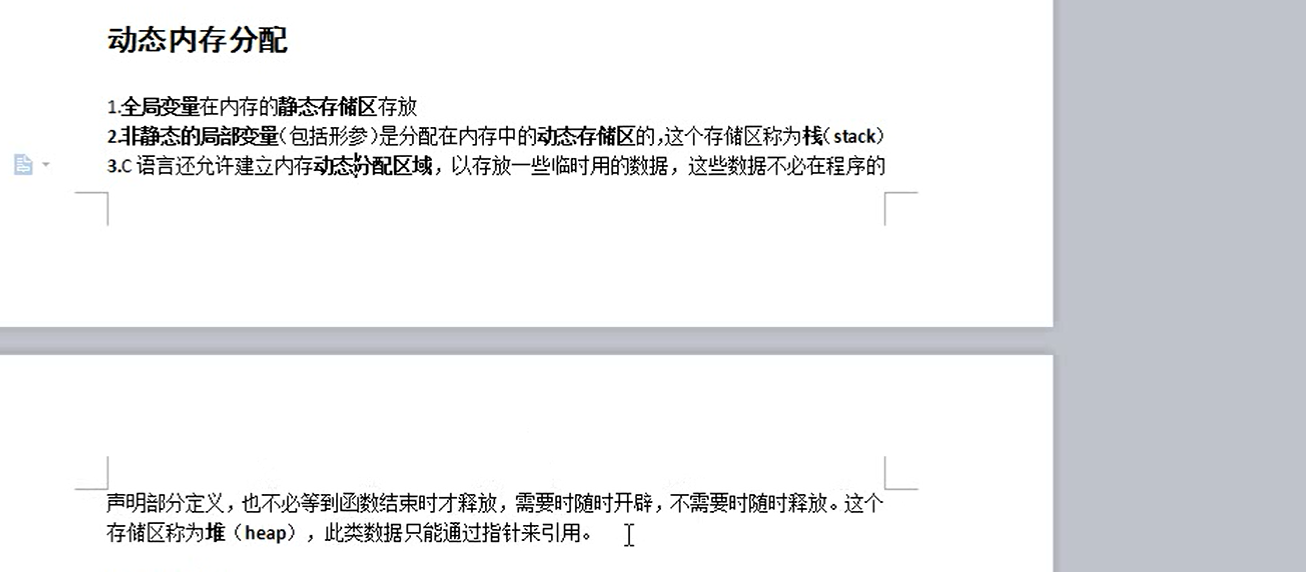 动态内存分配
1.全局变量在内存的静态存储区存放
2.非静态的局部变量（包括形参）是分配在内存中的动态存储区的,这个存储区称为栈（stack）
3.C 语言还允许建立内存动态分配区域，以存放一些临时用的数据，这些数据不必在程序的
声明部分定义，也不必等到函数结束时才释放，需要时随时开辟，不需要时随时释放。这个
存储区称为堆（heap），此类数据只能通过指针来引用。